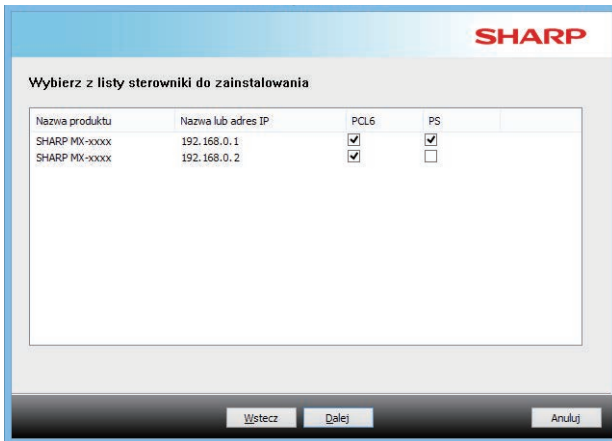 SHARP
Wybierz z listy sterowniki do zainstalowania
Nazwa produktu Nazwa lub adres IP PCL6 PS
SHARP MX-xxxx 192.168.0.1
SHARP MX-xxxx 192.168.0.2
Wstecz Dalej Anuluj